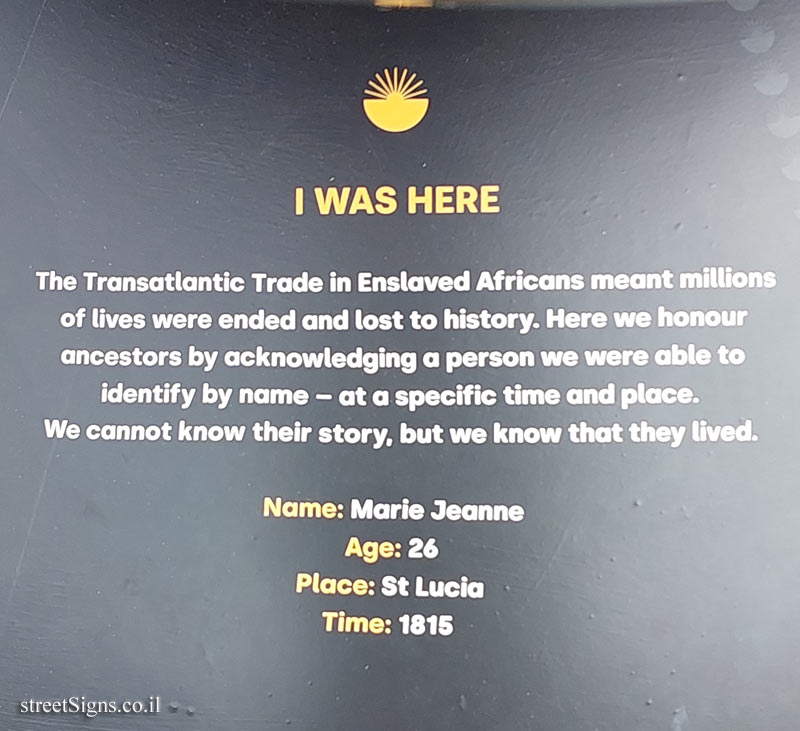 I WAS HERE
The Transatlantic Trade in Enslaved Africans meant millions
of lives were ended and lost to history. Here we honour
ancestors by acknowledging a person we were able to
identify by name – at a specific time and place.
We cannot know their story, but we know that they lived.
Name: Marie Jeanne
Age: 26
Place: St Lucia
Time: 1815
streetSigns.co.il